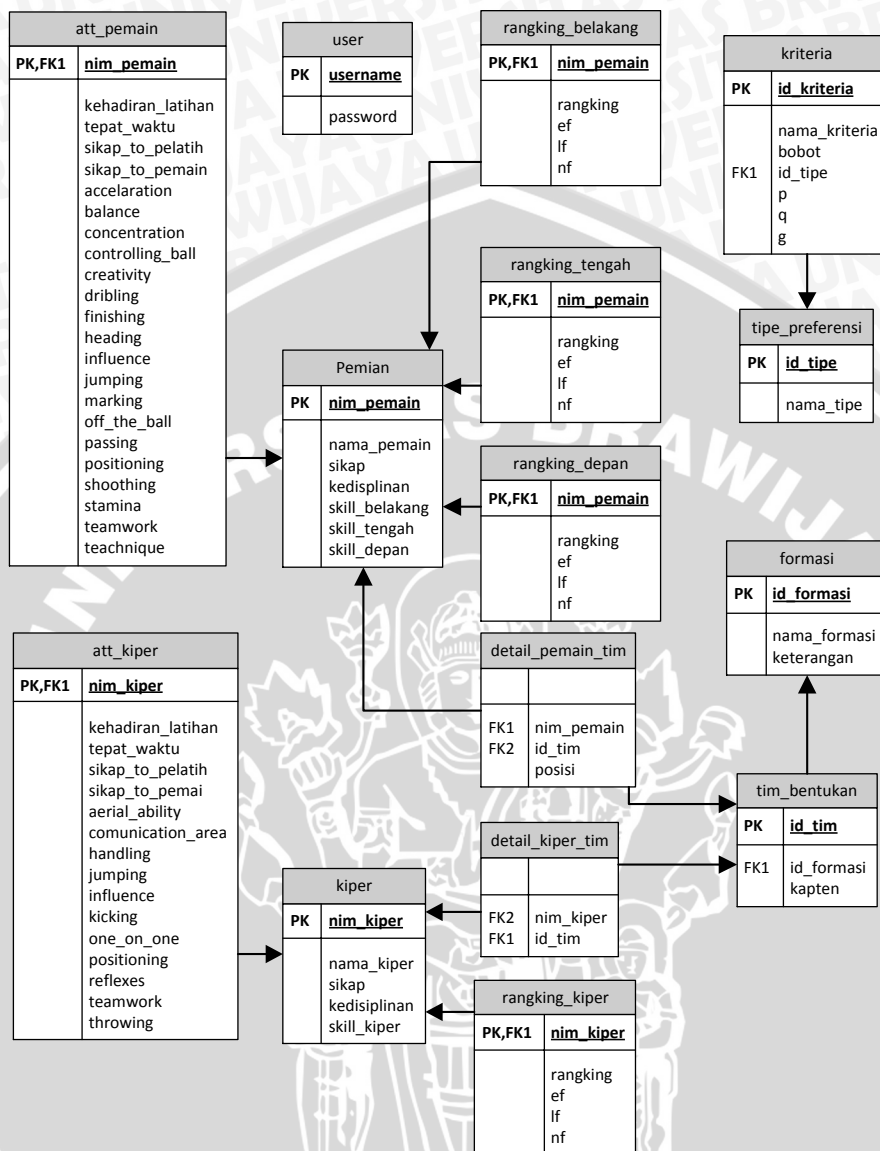 att_pemain
PK,FK1 nim_pemain
kehadiran_latihan
tepat_waktu
sikap_to_pelatih
sikap_to_pemain
accelaration
balance
concentration
controlling_ball
creativity
dribling
finishing
heading
influence
jumping
marking
off_the_ball
passing
positioning
shoothing
stamina
teamwork
teachnique
user
PK username
password
rangking_belakang
PK,FK1 nim_pemain
rangking
ef
lf
nf
kriteria
PK id_kriteria
nama_kriteria
bobot
FK1 id_tipe
p
q
g
rangking_tengah
PK,FK1 nim_pemain
rangking
ef
lf
nf
tipe_preferensi
PK id_tipe
nama_tipe
Pemian
PK nim_pemain
nama_pemain
sikap
kedisplinan
skill_belakang
skill_tengah
skill_depan
rangking_depan
PK,FK1 nim_pemain
rangking
ef
lf
nf
formasi
PK id_formasi
nama_formasi
keterangan
att_kiper
PK,FK1 nim_kiper
kehadiran_latihan
tepat_waktu
sikap_to_pelatih
sikap_to_pemai
aerial_ability
comunication_area
handling
jumping
influence
kicking
one_on_one
positioning
reflexes
teamwork
throwing
detail_pemain_tim
FK1 nim_pemain
FK2 id_tim
posisi
tim_bentukan
PK id_tim
FK1 id_formasi
kapten
detail_kiper_tim
FK2 nim_kiper
FK1 id_tim
kiper
PK nim_kiper
nama_kiper
sikap
kedisiplinan
skill_kiper
rangking_kiper
PK,FK1 nim_kiper
rangking
ef
lf
nf